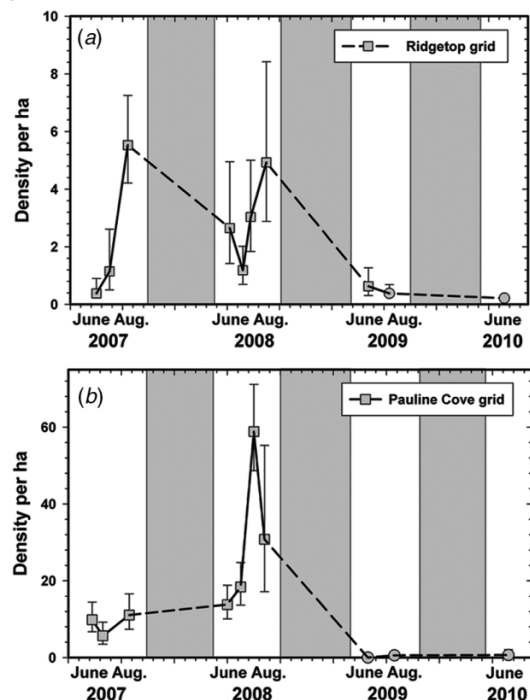 (a)
Ridgetop grid
Density per ha
10
8
6
4
2
0
June Aug. June Aug. June Aug. June
2007 2008 2009 2010
(b)
Pauline Cove grid
Density per ha
60
40
20
0
June Aug. June Aug. June Aug. June
2007 2008 2009 2010